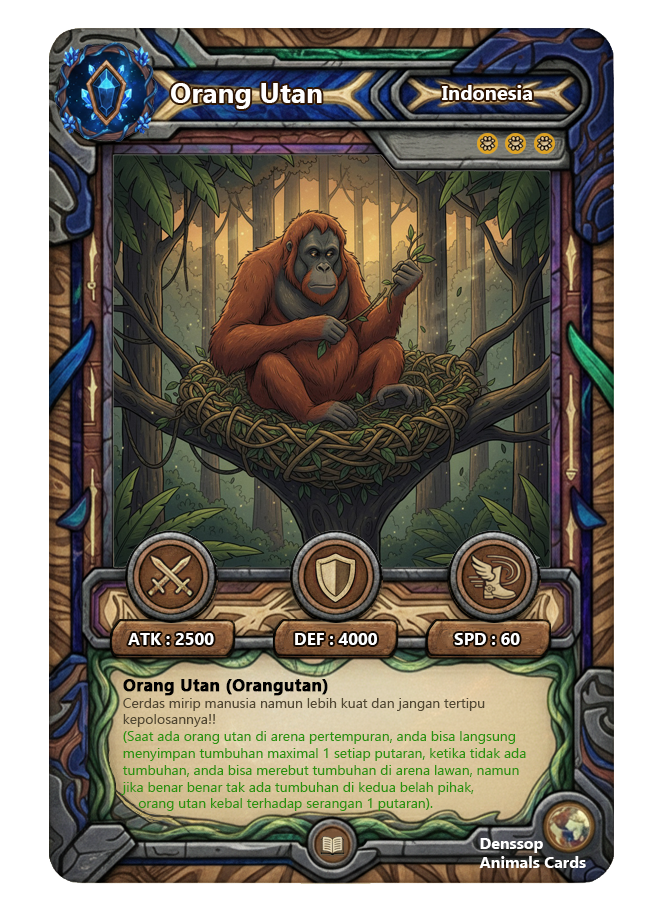 Orang Utan
Indonesia
ATK : 2500
DEF : 4000
SPD : 60
Orang Utan (Orangutan)
Cerdas mirip manusia namun lebih kuat dan jangan tertipu
kepolosannya!!
(Saat ada orang utan di arena pertempuran, anda bisa langsung
menyimpan tumbuhan maximal 1 setiap putaran, ketika tidak ada
tumbuhan, anda bisa merebut tumbuhan di arena lawan, namun
jika benar benar tak ada tumbuhan di kedua belah pihak,
orang utan kebal terhadap serangan 1 putaran).
Denssop
Animals Cards